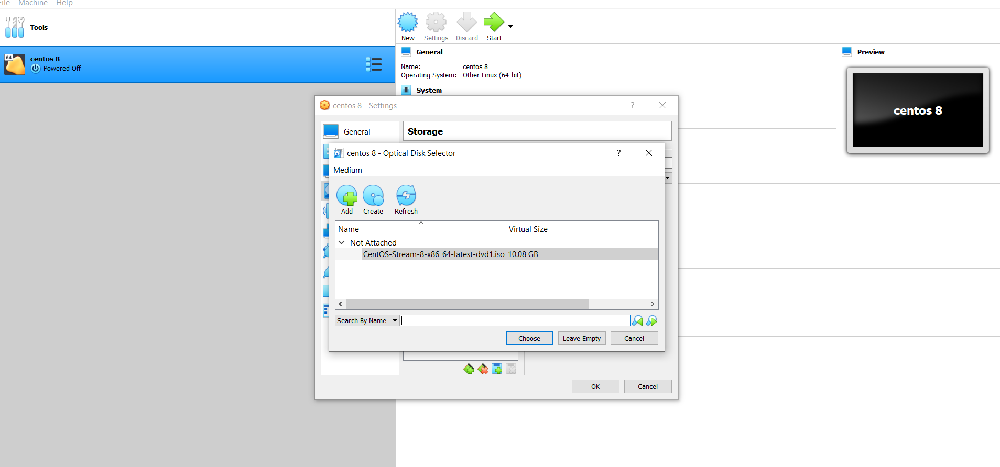 File Machine Help
Tools
New Settings Discard Start
64
centos 8
Powered Off
General
Name: centos 8
Operating System: Other Linux (64-bit)
System
Preview
centos 8
centos 8 - Settings ?
General
Storage
centos 8 - Optical Disk Selector ?
Medium
Add Create Refresh
Name Virtual Size
Not Attached
CentOS-Stream-8-x86_64-latest-dvd1.iso 10.08 GB
Search By Name
Choose Leave Empty Cancel
OK Cancel